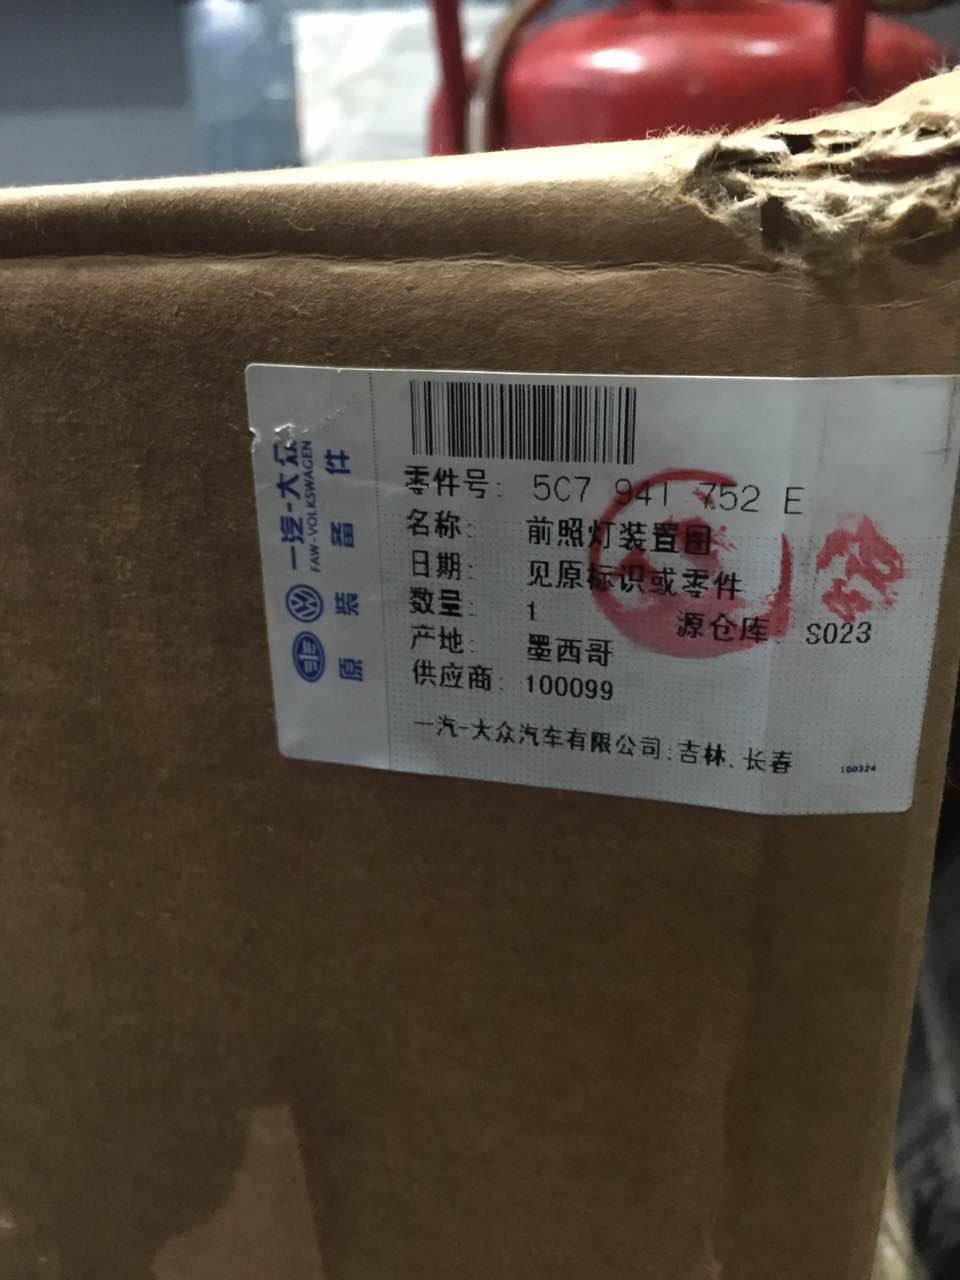 一汽-大众
FAW-VOLKSWAGEN
原装备件
零件号: 5C7 941 752 E
名称: 前照灯装置图
日期: 见原标识或零件
数量: 1 源仓库: S023
产地: 墨西哥
供应商: 100099
一汽-大众汽车有限公司:吉林、长春
100324